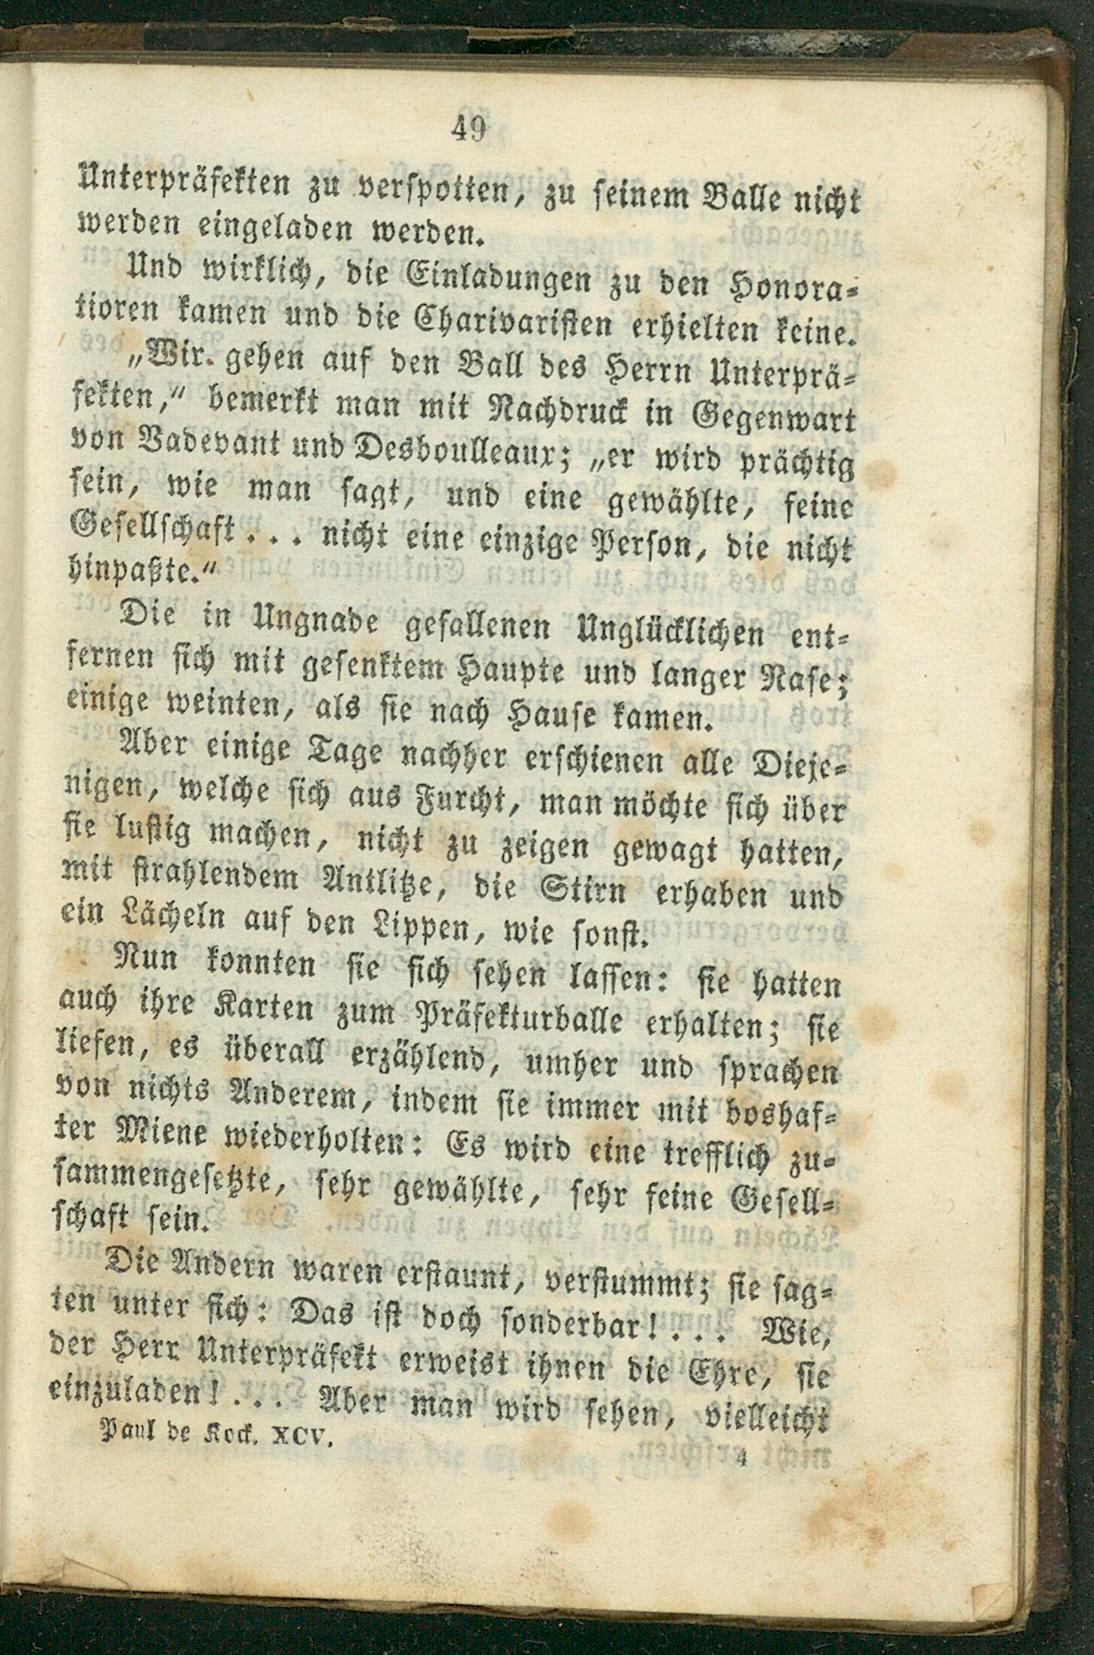 49
Unterpräfekten zu verspotten, zu seinem Balle nicht
werden eingeladen werden.
Und wirklich, die Einladungen zu den Honora-
tioren kamen und die Charivaristen erhielten keine.
„Wir gehen auf den Ball des Herrn Unterprä-
fekten,“ bemerkt man mit Nachdruck in Gegenwart
von Vadevant und Desboulleaux; „er wird prächtig
sein, wie man sagt, und eine gewählte, feine
Gesellschaft... nicht eine einzige Person, die nicht
hinpaßte.“
Die in Ungnade gefallenen Unglücklichen ent-
fernen sich mit gesenktem Haupte und langer Nase;
einige weinten, als sie nach Hause kamen.
Aber einige Tage nachher erschienen alle Dieje-
nigen, welche sich aus Furcht, man möchte sich über
sie lustig machen, nicht zu zeigen gewagt hatten,
mit strahlendem Antlitze, die Stirn erhaben und
ein Lächeln auf den Lippen, wie sonst.
Nun konnten sie sich sehen lassen: sie hatten
auch ihre Karten zum Präfekturballe erhalten; sie
liefen, es überall erzählend, umher und sprachen
von nichts Anderem, indem sie immer mit boshaf-
ter Miene wiederholten: Es wird eine trefflich zu-
sammengesetzte, sehr gewählte, sehr feine Gesell-
schaft sein.
Die Andern waren erstaunt, verstummt; sie sag-
ten unter sich: Das ist doch sonderbar!... Wie,
der Herr Unterpräfekt erweist ihnen die Ehre, sie
einzuladen!... Aber man wird sehen, vielleicht
Paul de Kock. XCV.
4